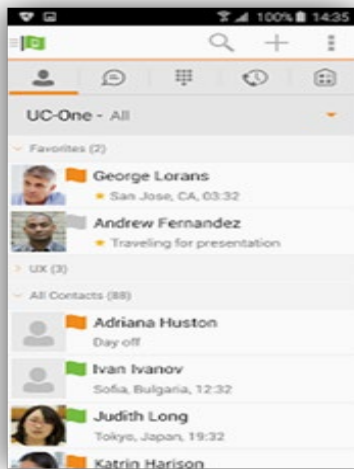 100% 14:35
UC-One - All
Favorites (2)
George Lorans
San Jose, CA, 03:32
Andrew Fernandez
Traveling for presentation
UX (3)
All Contacts (88)
Adriana Huston
Day off
Ivan Ivanov
Sofia, Bulgaria, 12:32
Judith Long
Tokyo, Japan, 19:32
Katrin Harison